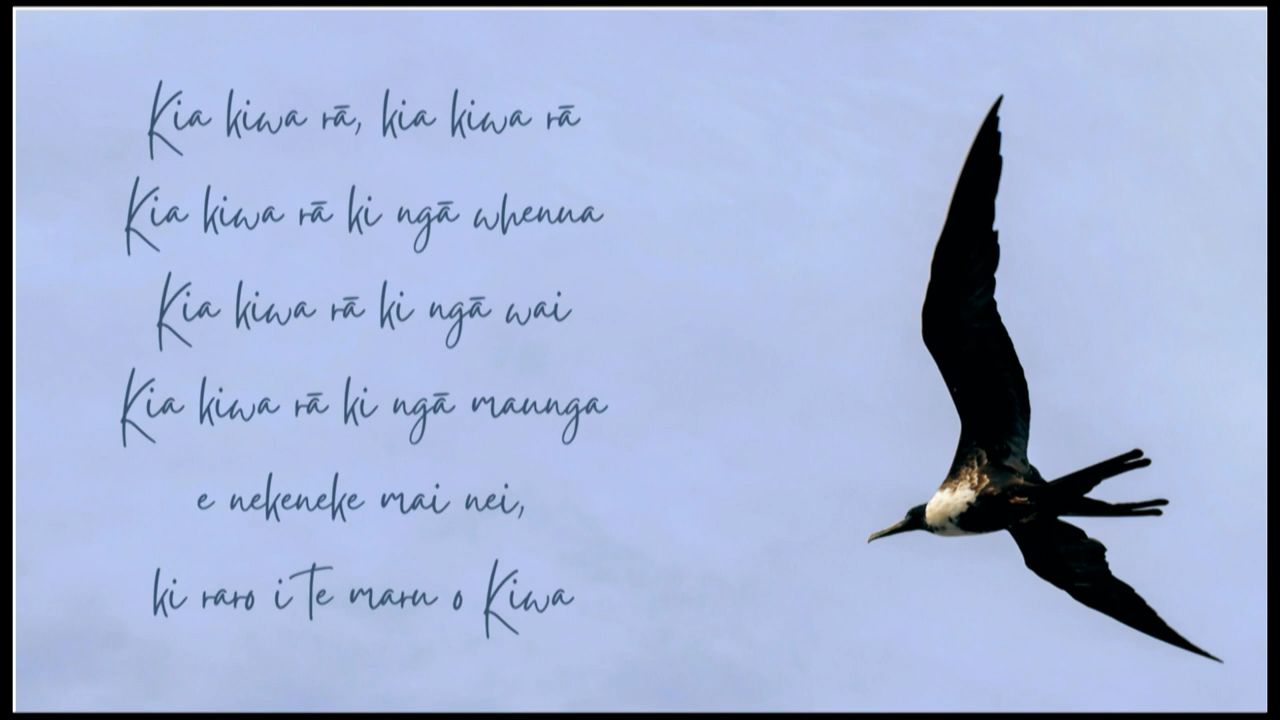 Kia kiwa rā, kia kiwa rā
Kia kiwa rā ki ngā whenua
Kia kiwa rā ki ngā wai
Kia kiwa rā ki ngā maunga
e nekeneke mai nei,
ki raro i Te maru o Kiwa